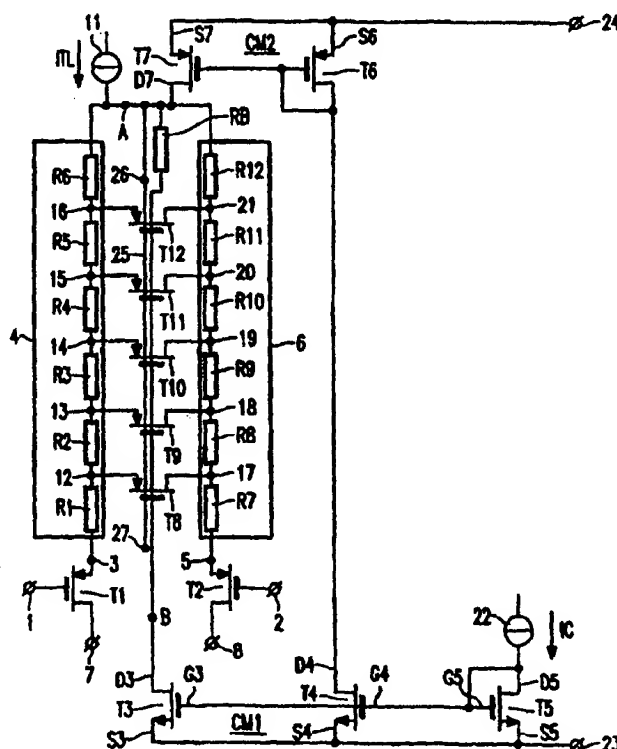 11 S7 CM2 S6 24
ITL T7 T6
D7
A RB
R6 26 R12
16 21
R5 25 T12 R11
15 20
R4 T11 R10
4 14 19 6
R3 T10 R9
13 18
R2 T9 R8
12 17
R1 27 T8 R7
3 5
T1 T2
1 B 2
7 8 22 IC
D3 D4 D5
G3 T4 G4 G5
T3 CM1 T5
S3 S4 S5 23